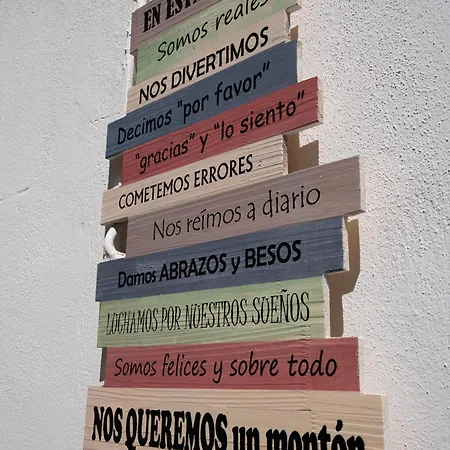 EN ESTA
Somos reales
NOS DIVERTIMOS
Decimos "por favor"
"gracias" y "lo siento"
COMETEMOS ERRORES
Nos reímos a diario
Damos ABRAZOS y BESOS
LUCHAMOS POR NUESTROS SUEÑOS
Somos felices y sobre todo
NOS QUEREMOS un montón